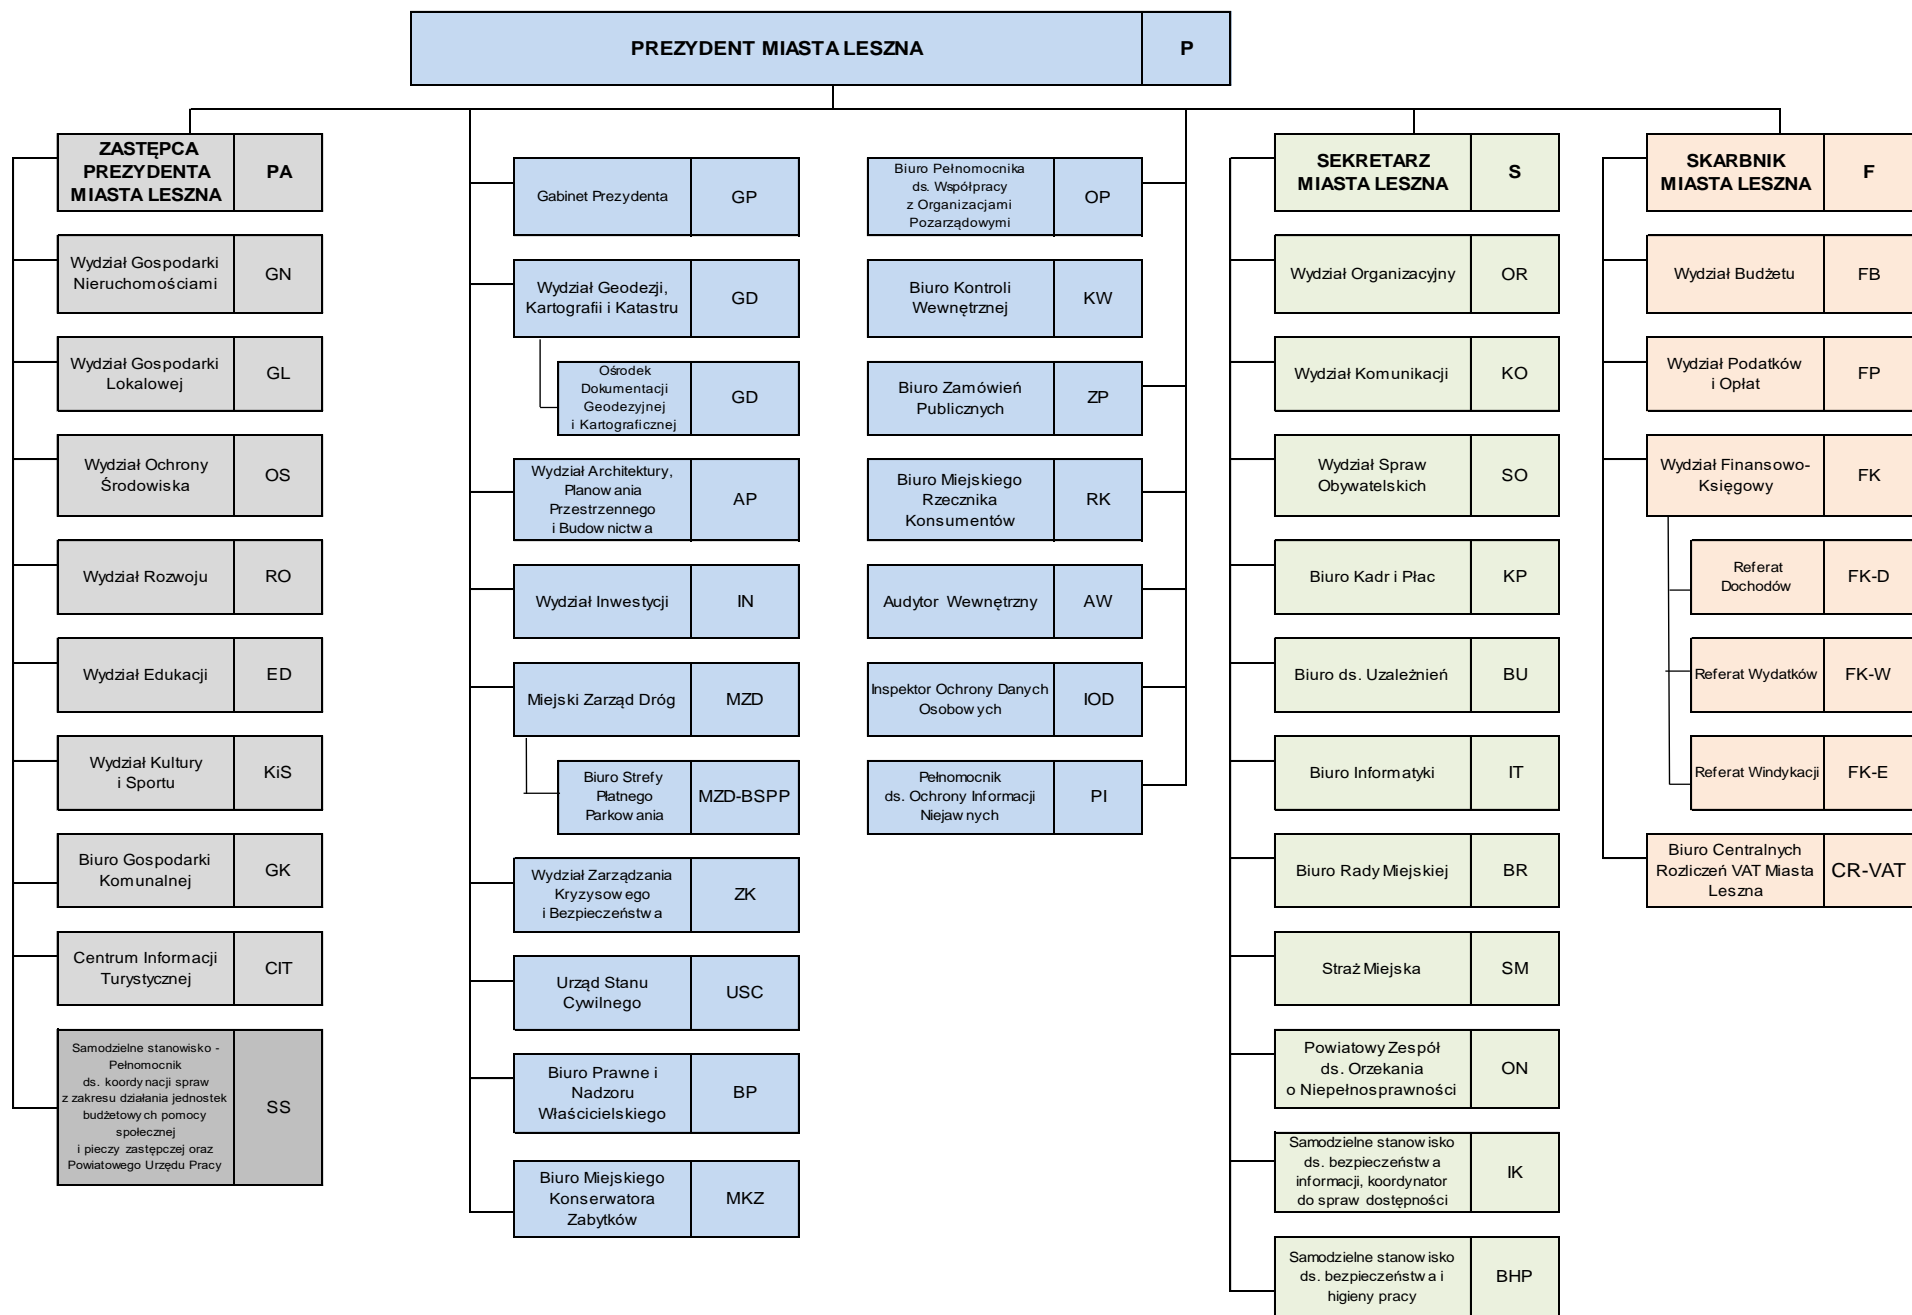 PREZYDENT MIASTA LESZNA
P
ZASTĘPCA
PREZYDENTA
MIASTA LESZNA
PA
Wydział Gospodarki
Nieruchomościami
GN
Wydział Gospodarki
Lokalowej
GL
Wydział Ochrony
Środowiska
OS
Wydział Rozwoju
RO
Wydział Edukacji
ED
Wydział Kultury
i Sportu
KiS
Biuro Gospodarki
Komunalnej
GK
Centrum Informacji
Turystycznej
CIT
Samodzielne stanowisko -
Pełnomocnik
ds. koordynacji spraw
z zakresu działania jednostek
budżetowych pomocy
społecznej
i pieczy zastępczej oraz
Powiatowego Urzędu Pracy
SS
Gabinet Prezydenta
GP
Wydział Geodezji,
Kartografii i Katastru
GD
Ośrodek
Dokumentacji
Geodezyjnej
i Kartograficznej
GD
Wydział Architektury,
Planowania
Przestrzennego
i Budownictwa
AP
Wydział Inwestycji
IN
Miejski Zarząd Dróg
MZD
Biuro Strefy
Płatnego
Parkowania
MZD-BSPP
Wydział Zarządzania
Kryzysowego
i Bezpieczeństwa
ZK
Urząd Stanu
Cywilnego
USC
Biuro Prawne i
Nadzoru
Właścicielskiego
BP
Biuro Miejskiego
Konserwatora
Zabytków
MKZ
Biuro Pełnomocnika
ds. Współpracy
z Organizacjami
Pozarządowymi
OP
Biuro Kontroli
Wewnętrznej
KW
Biuro Zamówień
Publicznych
ZP
Biuro Miejskiego
Rzecznika
Konsumentów
RK
Audytor Wewnętrzny
AW
Inspektor Ochrony Danych
Osobowych
IOD
Pełnomocnik
ds. Ochrony Informacji
Niejawnych
PI
SEKRETARZ
MIASTA LESZNA
S
Wydział Organizacyjny
OR
Wydział Komunikacji
KO
Wydział Spraw
Obywatelskich
SO
Biuro Kadr i Płac
KP
Biuro ds. Uzależnień
BU
Biuro Informatyki
IT
Biuro Rady Miejskiej
BR
Straż Miejska
SM
Powiatowy Zespół
ds. Orzekania
o Niepełnosprawności
ON
Samodzielne stanowisko
ds. bezpieczeństwa
informacji, koordynator
do spraw dostępności
IK
Samodzielne stanowisko
ds. bezpieczeństwa i
higieny pracy
BHP
SKARBNIK
MIASTA LESZNA
F
Wydział Budżetu
FB
Wydział Podatków
i Opłat
FP
Wydział Finansowo-
Księgowy
FK
Referat
Dochodów
FK-D
Referat Wydatków
FK-W
Referat Windykacji
FK-E
Biuro Centralnych
Rozliczeń VAT Miasta
Leszna
CR-VAT